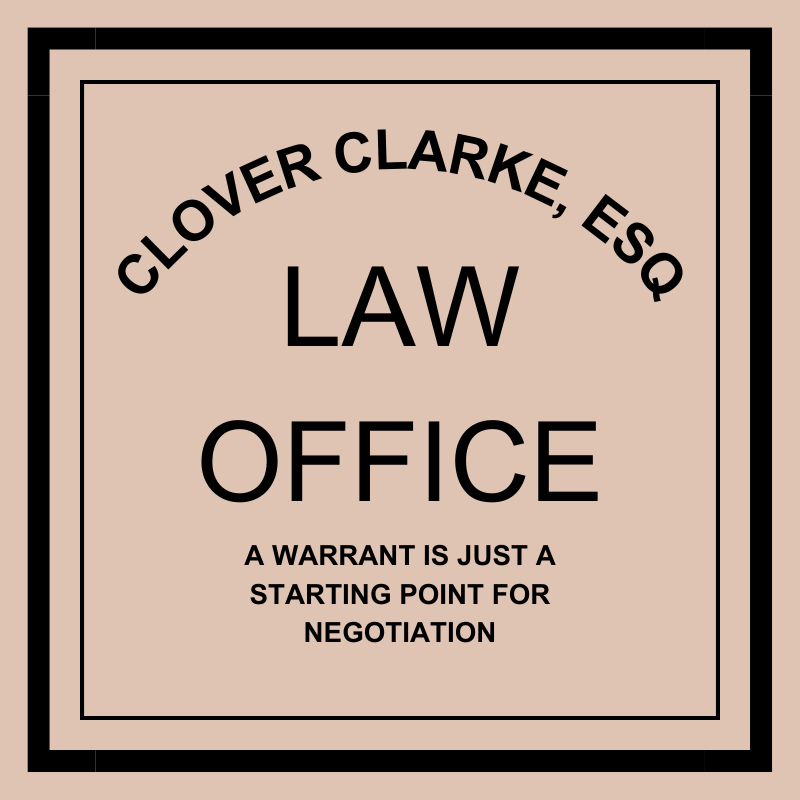 CLOVER CLARKE, ESQ
LAW
OFFICE
A WARRANT IS JUST A
STARTING POINT FOR
NEGOTIATION